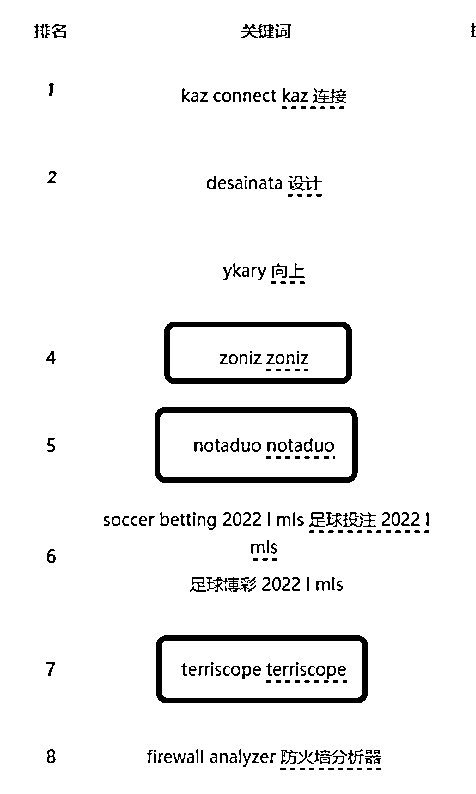 排名 关键词
1 kaz connect kaz 连接
2 desainata 设计
ykary 向上
4 zoniz zoniz
5 notaduo notaduo
soccer betting 2022 l mls 足球投注 2022 l
6 mls
足球博彩 2022 l mls
7 terriscope terriscope
8 firewall analyzer 防火墙分析器